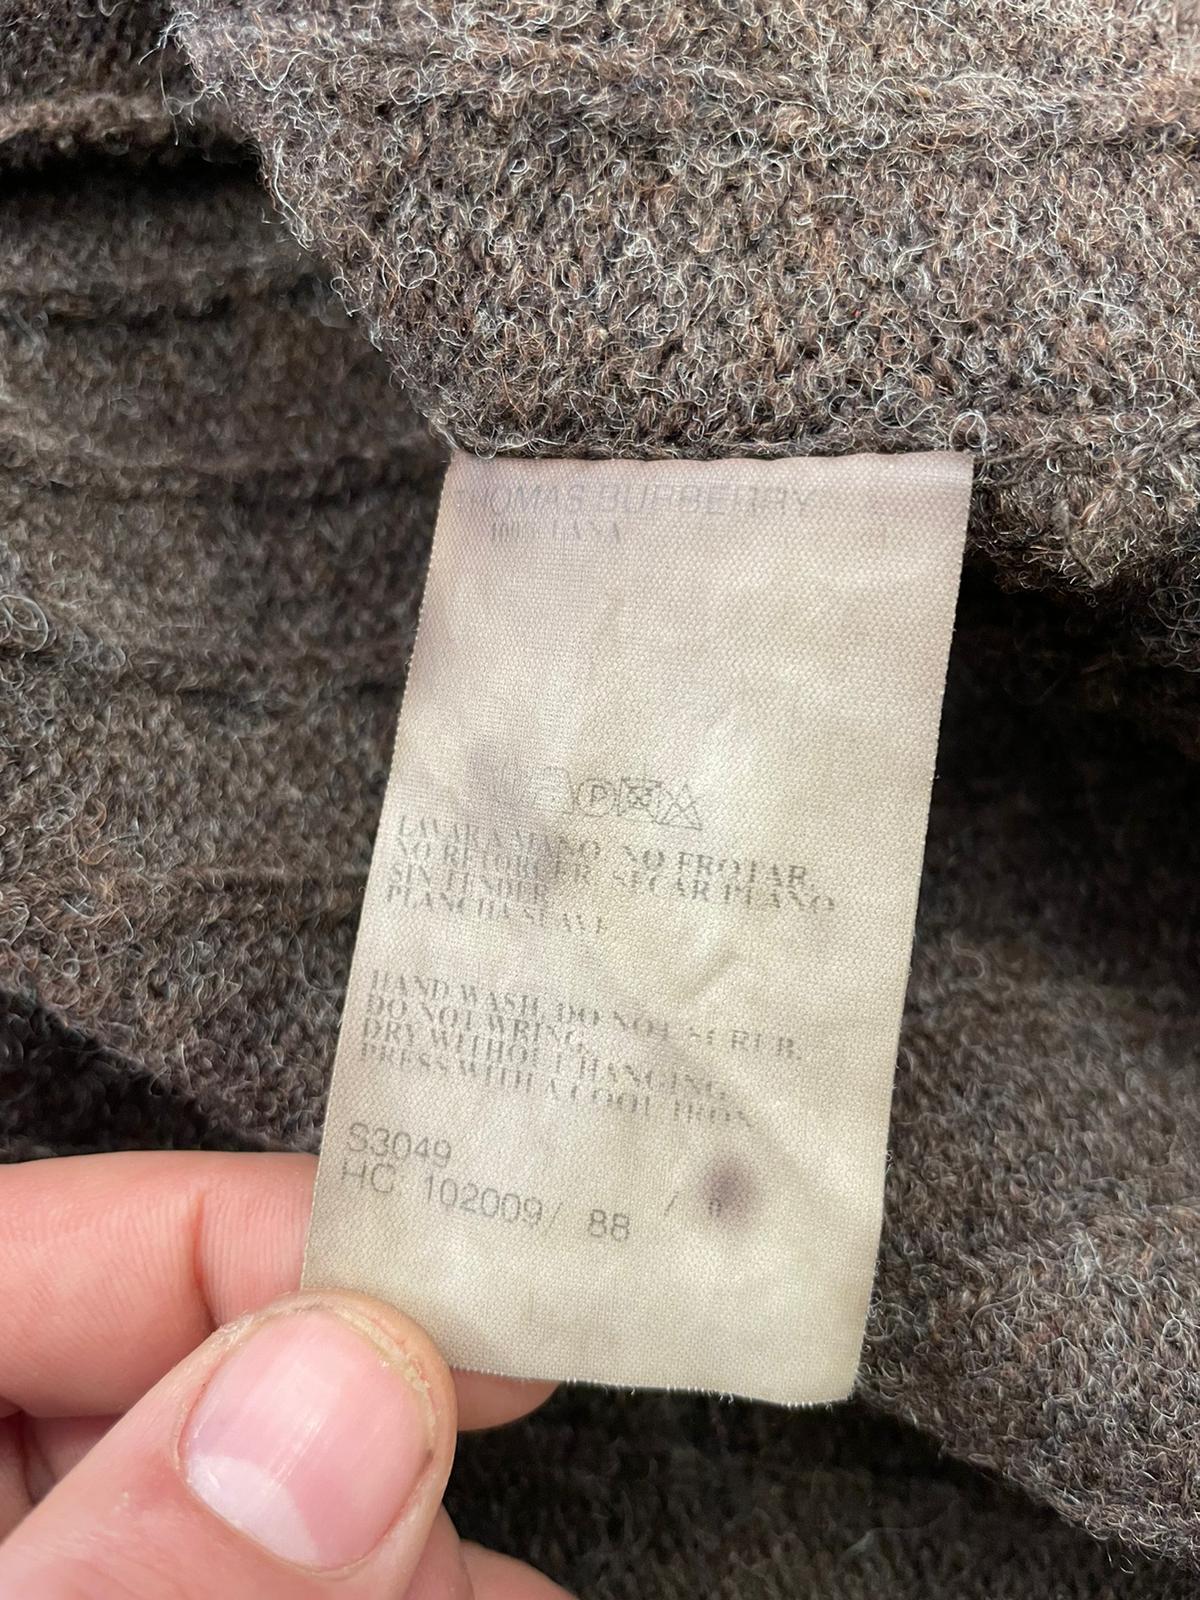 THOMAS BURBERRY
100% LANA
P
LAVAR A MANO. NO FROTAR.
NO RETORCER. SECAR PLANO
SIN TENDER
PLANCHA SUAVE
HAND WASH, DO NOT SCRUB.
DO NOT WRING.
DRY WITHOUT HANGING.
PRESS WITH A COOL IRON
S3049
HC 102009/ 88 / 0